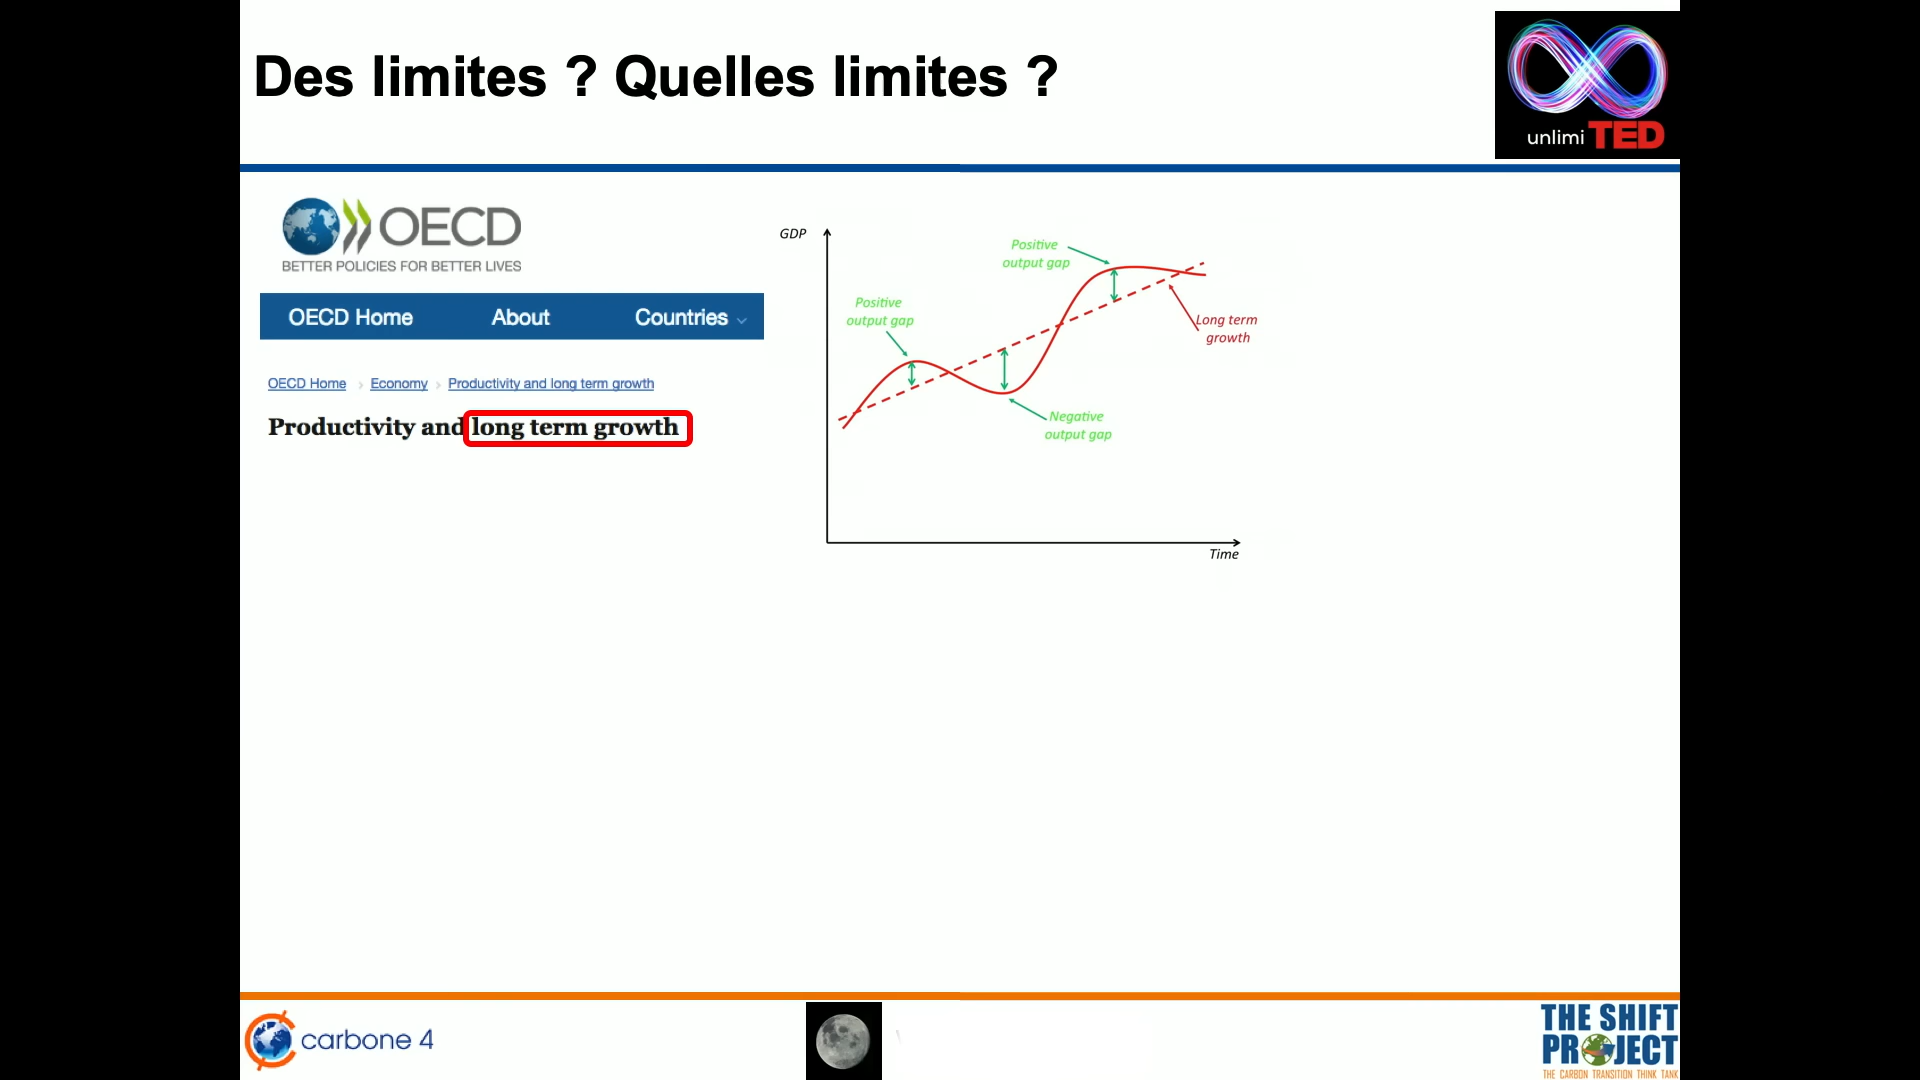 Des limites ? Quelles limites ?
unlimiTED
OECD
BETTER POLICIES FOR BETTER LIVES
OECD Home About Countries
OECD Home › Economy › Productivity and long term growth
Productivity and long term growth
GDP
Positive
output gap
Positive
output gap
Long term
growth
Negative
output gap
Time
carbone 4
THE SHIFT
PROJECT
THE CARBON TRANSITION THINK TANK